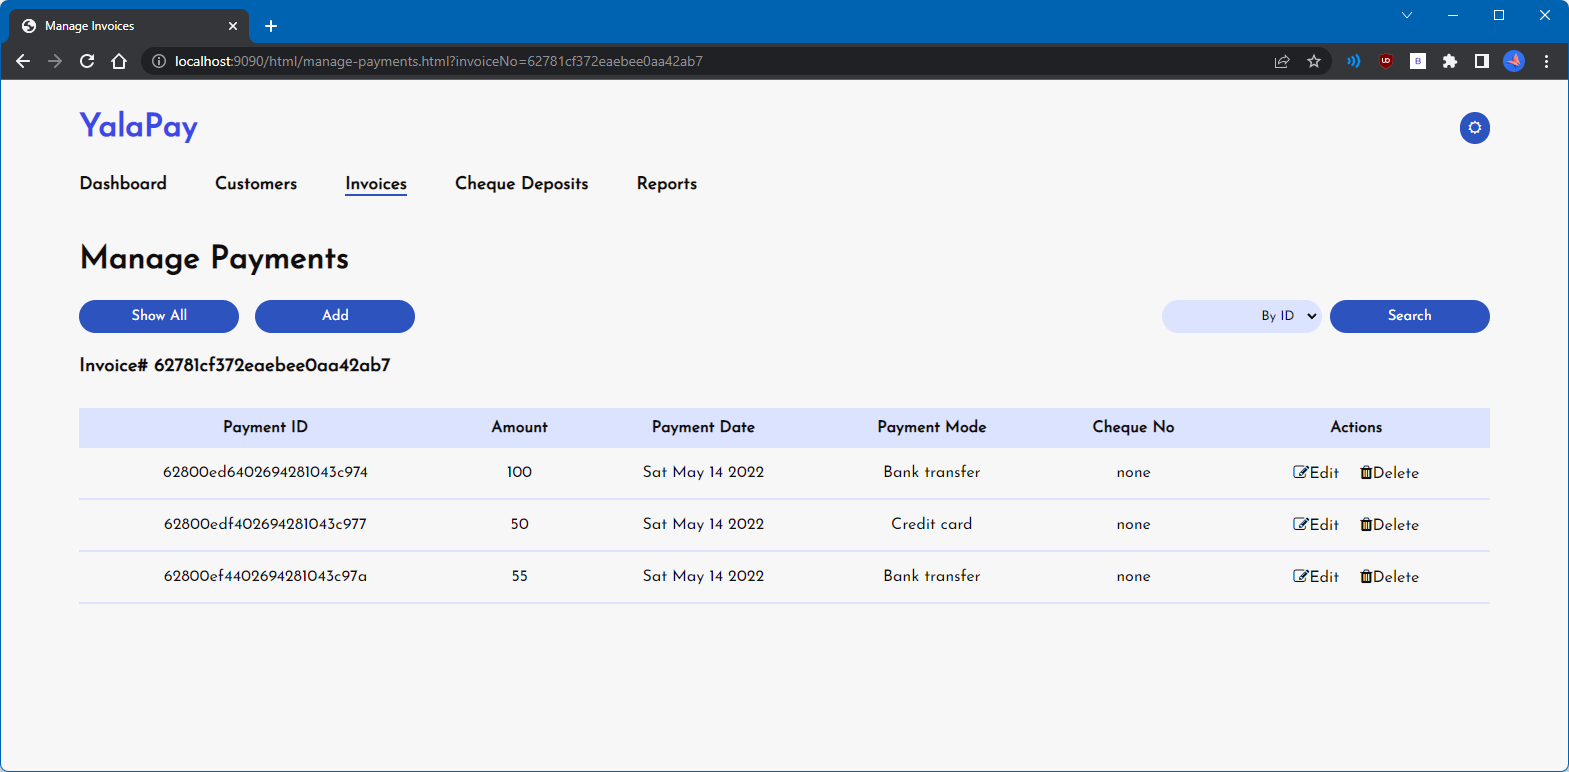 Manage Invoices
localhost:9090/html/manage-payments.html?invoiceNo=62781cf372eaebee0aa42ab7
B
YalaPay
Dashboard Customers Invoices Cheque Deposits Reports
Manage Payments
Show All Add By ID Search
Invoice# 62781cf372eaebee0aa42ab7
Payment ID Amount Payment Date Payment Mode Cheque No Actions
62800ed6402694281043c974 100 Sat May 14 2022 Bank transfer none Edit Delete
62800edf402694281043c977 50 Sat May 14 2022 Credit card none Edit Delete
62800ef4402694281043c97a 55 Sat May 14 2022 Bank transfer none Edit Delete